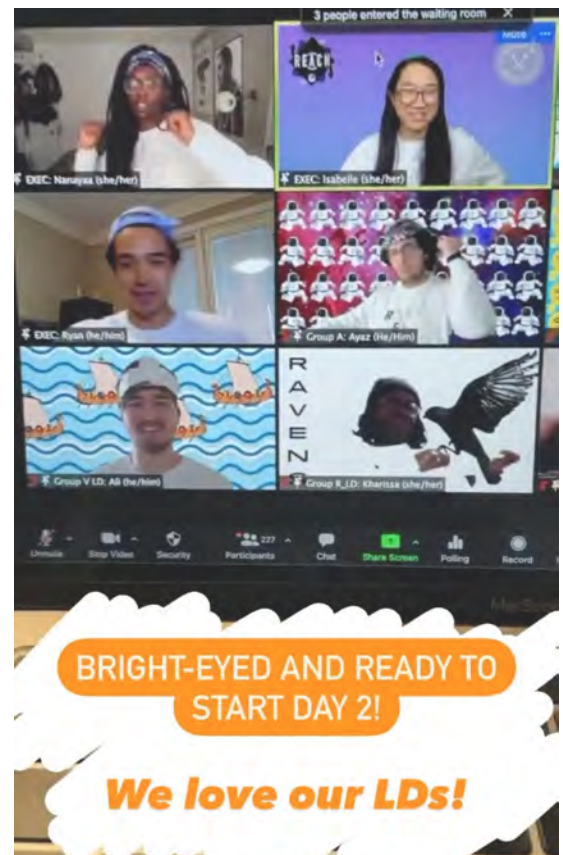 3 people entered the waiting room
REACH
EXEC: Nanayaa (she/her)
EXEC: Isabelle (she/her)
EXEC: Ryan (he/him)
Group A: Ayaz (He/Him)
RAVENS
Group V LD: Ali (he/him)
Group R_LD: Kharissa (she/her)
Unmute
Stop Video
Security
227
Participants
Chat
Share Screen
Polling
Record
BRIGHT-EYED AND READY TO
START DAY 2!
We love our LDs!